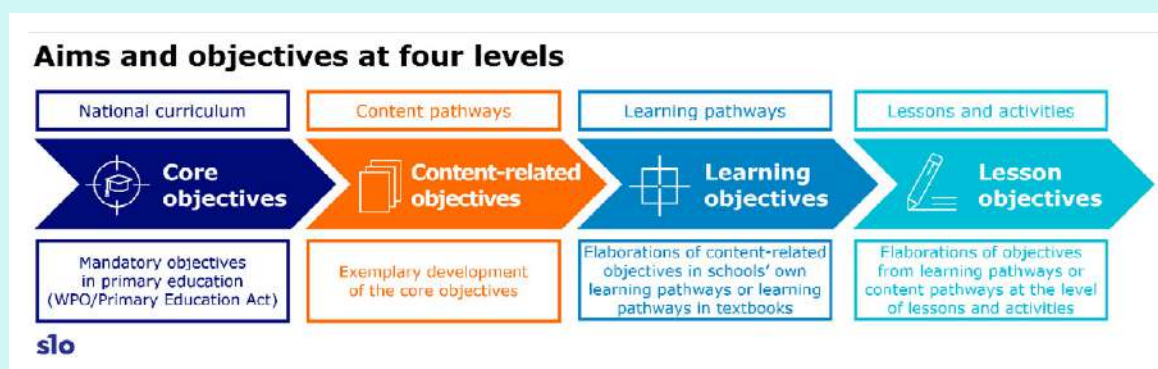 Aims and objectives at four levels
National curriculum
Content pathways
Learning pathways
Lessons and activities
Core
objectives
Content-related
objectives
Learning
objectives
Lesson
objectives
Mandatory objectives
in primary education
(WPO/Primary Education Act)
Exemplary development
of the core objectives
Elaborations of content-related
objectives in schools' own
learning pathways or learning
pathways in textbooks
Elaborations of objectives
from learning pathways or
content pathways at the level
of lessons and activities
slo